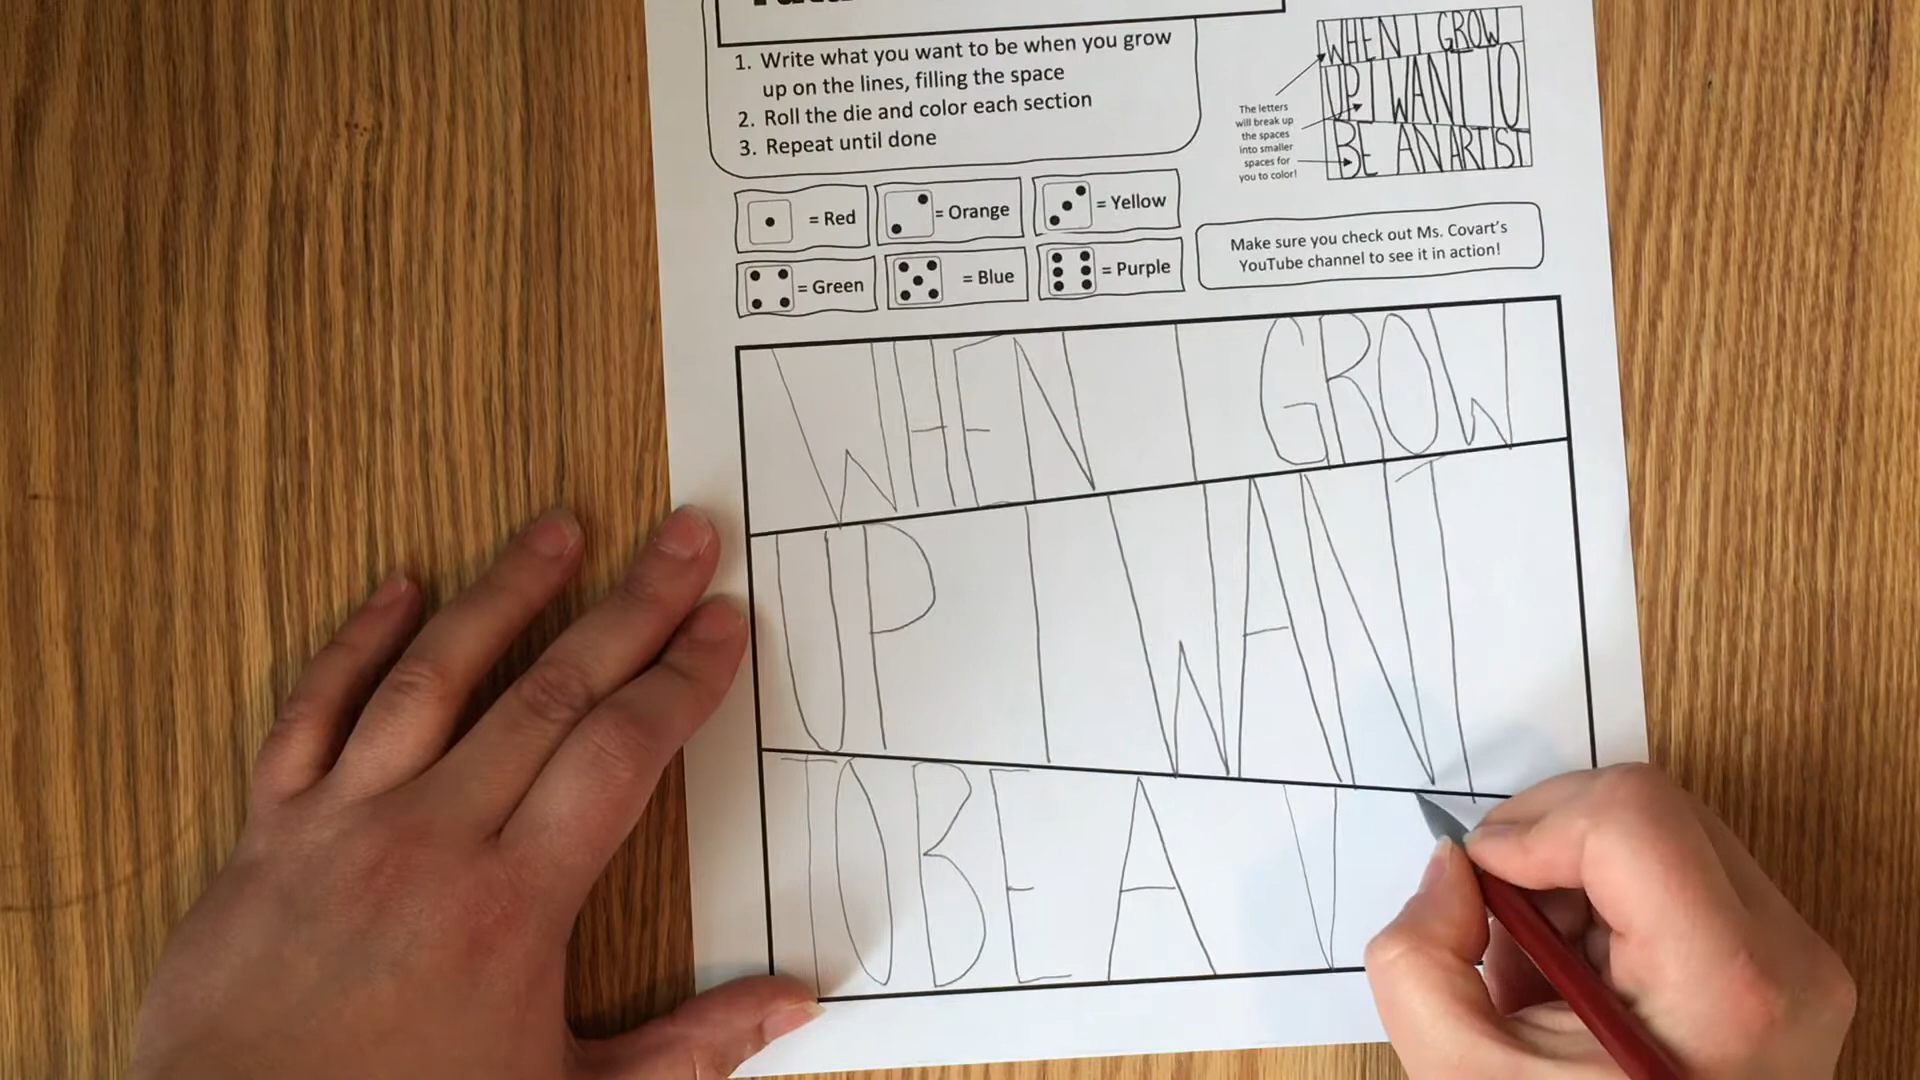 1. Write what you want to be when you grow
up on the lines, filling the space
2. Roll the die and color each section
3. Repeat until done
WHEN I GROW
UP I WANT TO
BE AN ARTIST
The letters
will break up
the spaces
into smaller
spaces for
you to color!
= Red
= Orange
= Yellow
= Green
= Blue
= Purple
Make sure you check out Ms. Covart's
YouTube channel to see it in action!
WHEN I GROW
UP I WANT
TO BE A V